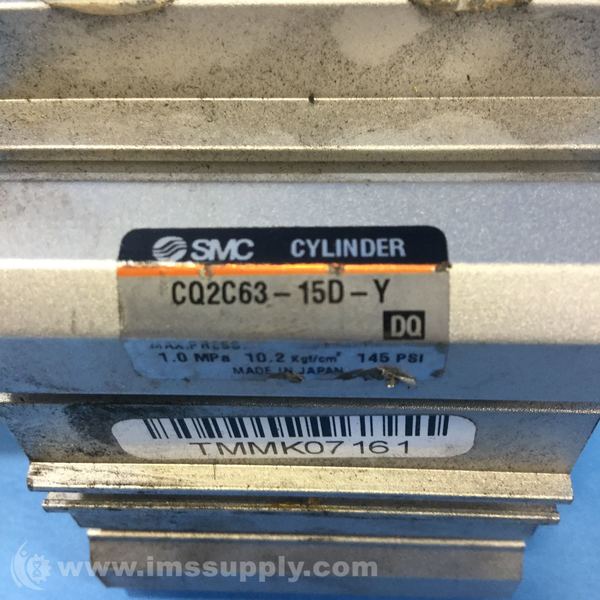 SMC CYLINDER
CQ2C63-15D-Y
DQ
MAX.PRESS.
1.0 MPa 10.2 Kgf/cm² 145 PSI
MADE IN JAPAN
TMMK07161
www.imssupply.com